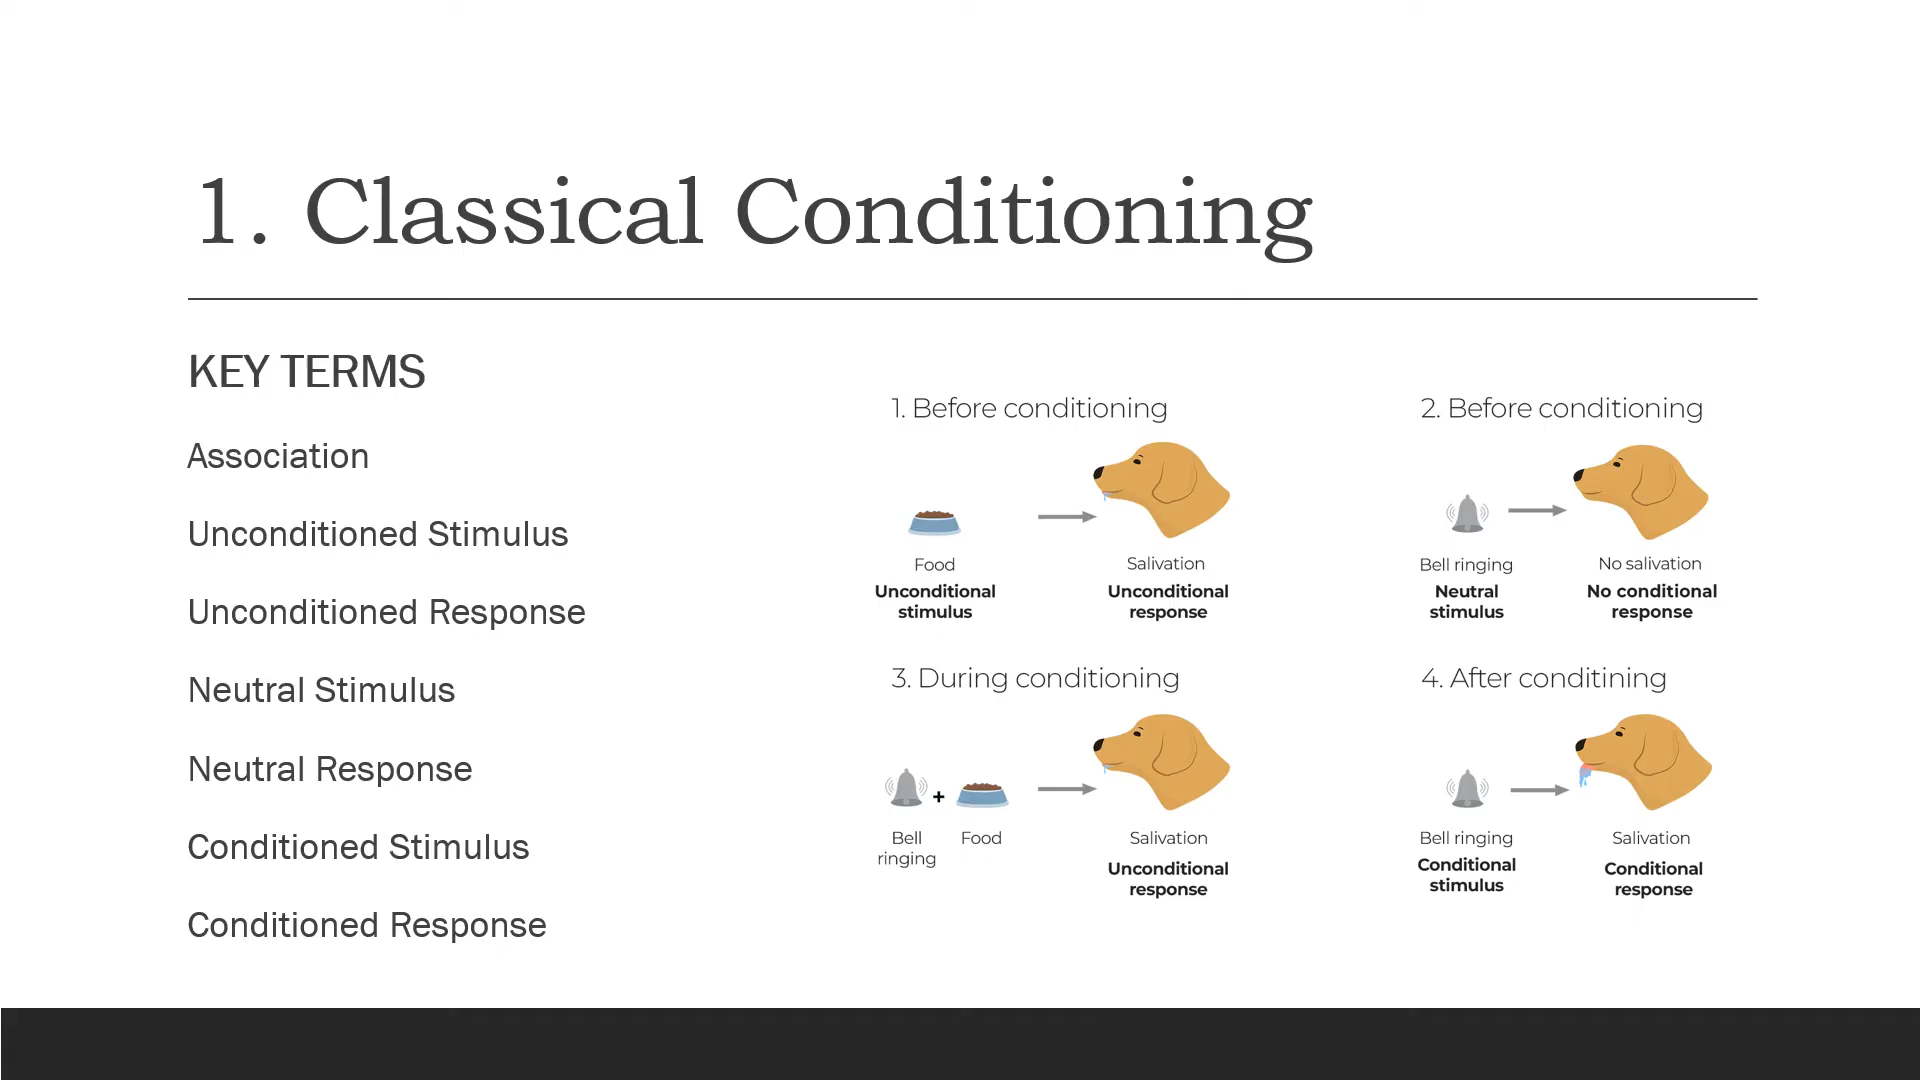 1. Classical Conditioning
KEY TERMS
Association
Unconditioned Stimulus
Unconditioned Response
Neutral Stimulus
Neutral Response
Conditioned Stimulus
Conditioned Response
1. Before conditioning
Food
Unconditional
stimulus
Salivation
Unconditional
response
2. Before conditioning
Bell ringing
Neutral
stimulus
No salivation
No conditional
response
3. During conditioning
+
Bell
ringing
Food
Salivation
Unconditional
response
4. After conditining
Bell ringing
Conditional
stimulus
Salivation
Conditional
response